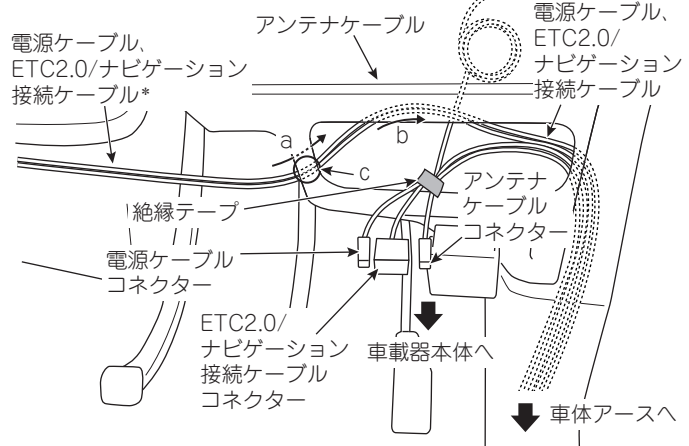 アンテナケーブル
電源ケーブル、
ETC2.0/ナビゲーション
接続ケーブル*
電源ケーブル、
ETC2.0/
ナビゲーション
接続ケーブル
a
b
c
絶縁テープ
アンテナ
ケーブル
コネクター
電源ケーブル
コネクター
ETC2.0/
ナビゲーション
接続ケーブル
コネクター
車載器本体へ
車体アースへ